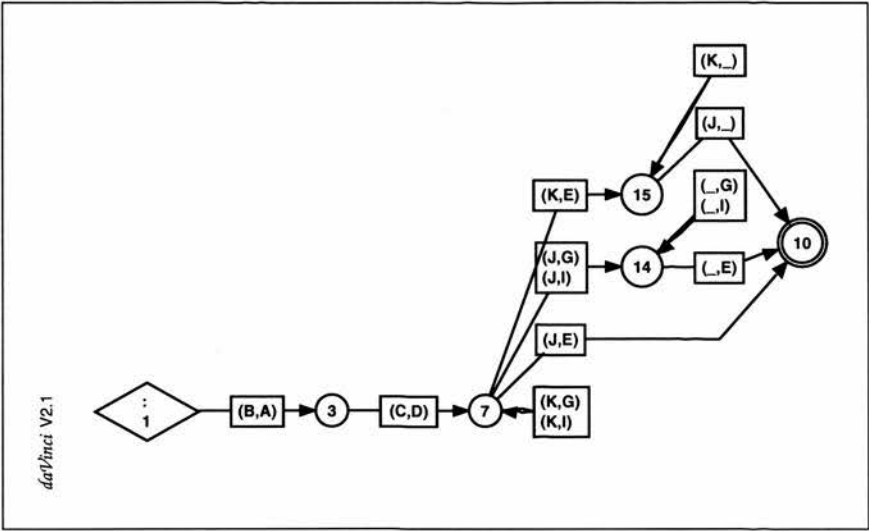 (K,_)
(J,_)
(K,E)
15
(_,G)
(_,I)
10
(J,G)
(J,I)
14
(_,E)
(J,E)
:
1
(B,A)
3
(C,D)
7
(K,G)
(K,I)
daVinci V2.1